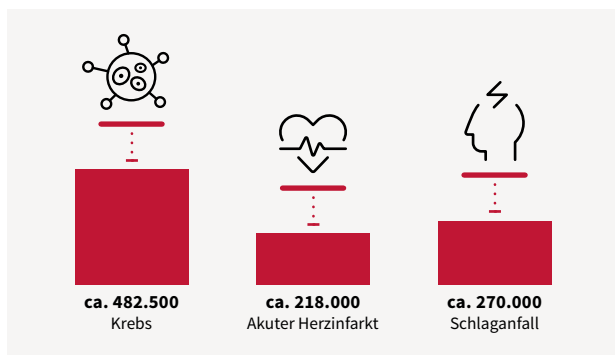 ca. 482.500
Krebs
ca. 218.000
Akuter Herzinfarkt
ca. 270.000
Schlaganfall